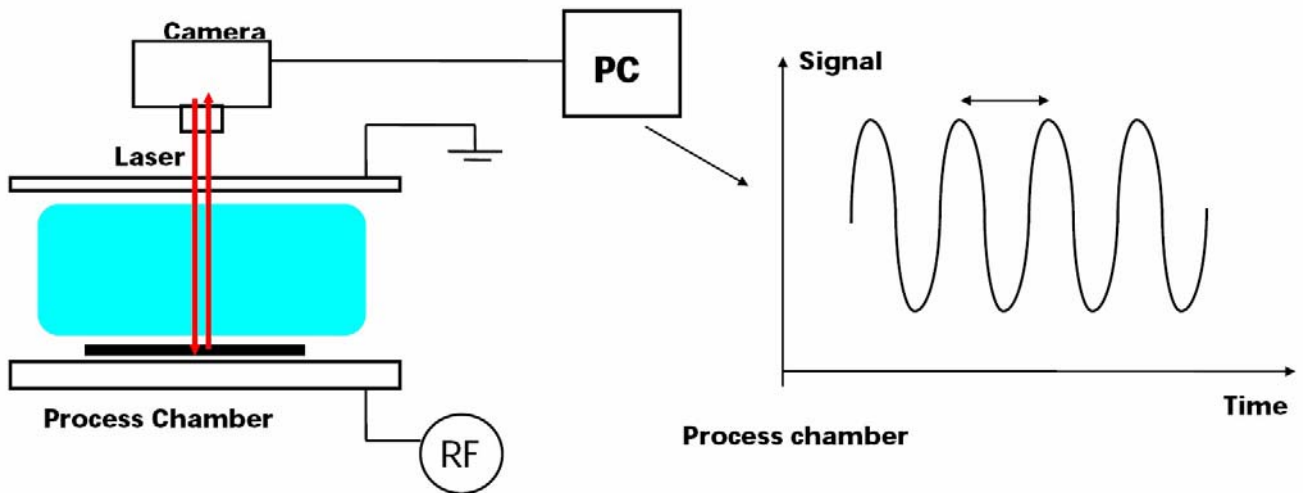 Camera
PC
Signal
Laser
Time
Process Chamber
Process chamber
RF